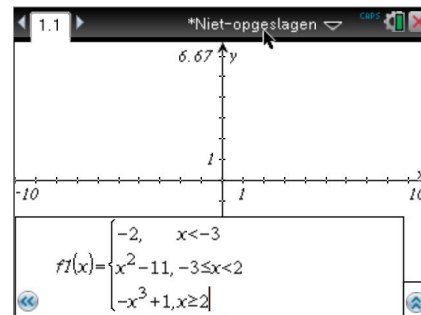 1.1
*Niet-opgeslagen
CAPS
6.67 y
1
x
-10
1
10
-2, x<-3
f1(x)= x²-11, -3≤x<2
-x³+1, x≥2